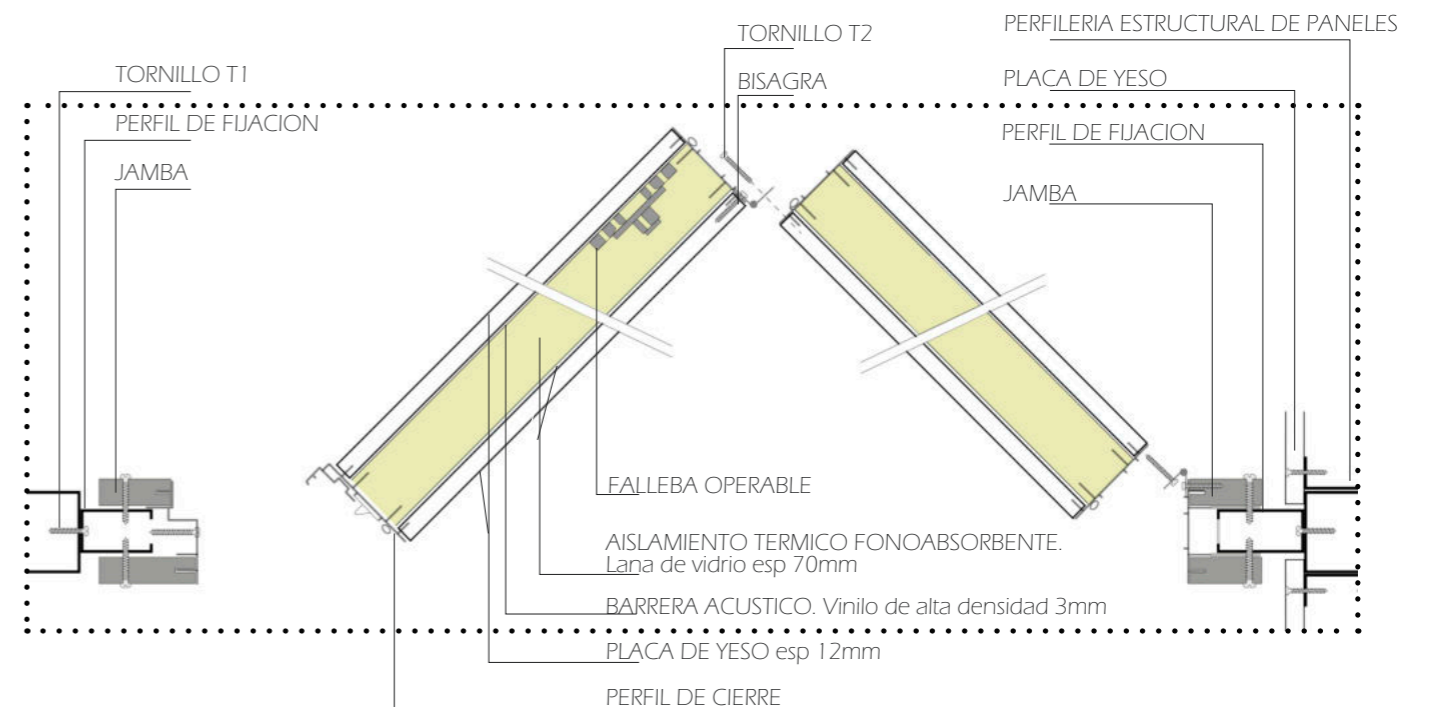 TORNILLO T1
PERFIL DE FIJACION
JAMBA
TORNILLO T2
BISAGRA
PERFILERIA ESTRUCTURAL DE PANELES
PLACA DE YESO
PERFIL DE FIJACION
JAMBA
FALLEBA OPERABLE
AISLAMIENTO TERMICO FONOABSORBENTE.
Lana de vidrio esp 70mm
BARRERA ACUSTICO. Vinilo de alta densidad 3mm
PLACA DE YESO esp 12mm
PERFIL DE CIERRE